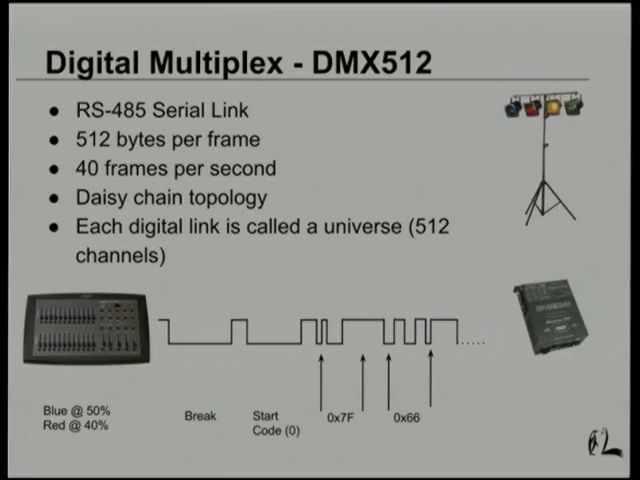 Digital Multiplex - DMX512
● RS-485 Serial Link
● 512 bytes per frame
● 40 frames per second
● Daisy chain topology
● Each digital link is called a universe (512
channels)
Blue @ 50%
Red @ 40%
Break
Start
Code (0)
0x7F
0x66